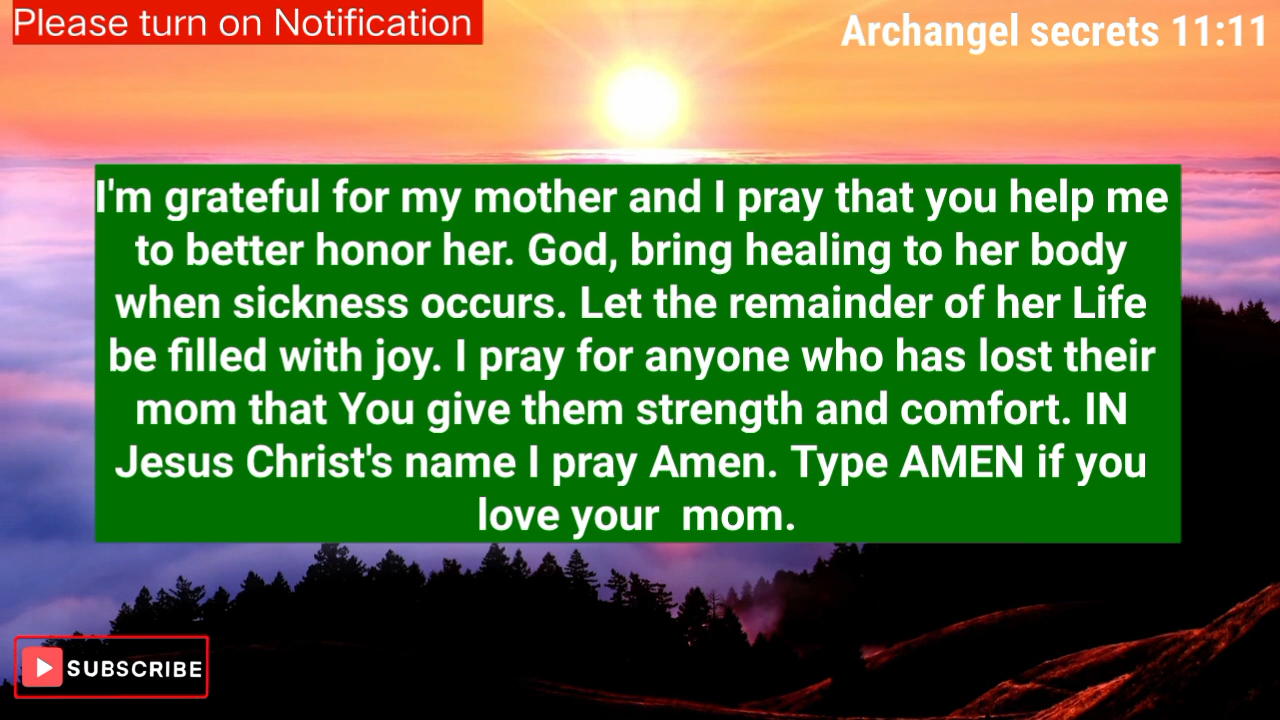 Please turn on Notification
Archangel secrets 11:11
I'm grateful for my mother and I pray that you help me
to better honor her. God, bring healing to her body
when sickness occurs. Let the remainder of her Life
be filled with joy. I pray for anyone who has lost their
mom that You give them strength and comfort. IN
Jesus Christ's name I pray Amen. Type AMEN if you
love your  mom.
SUBSCRIBE